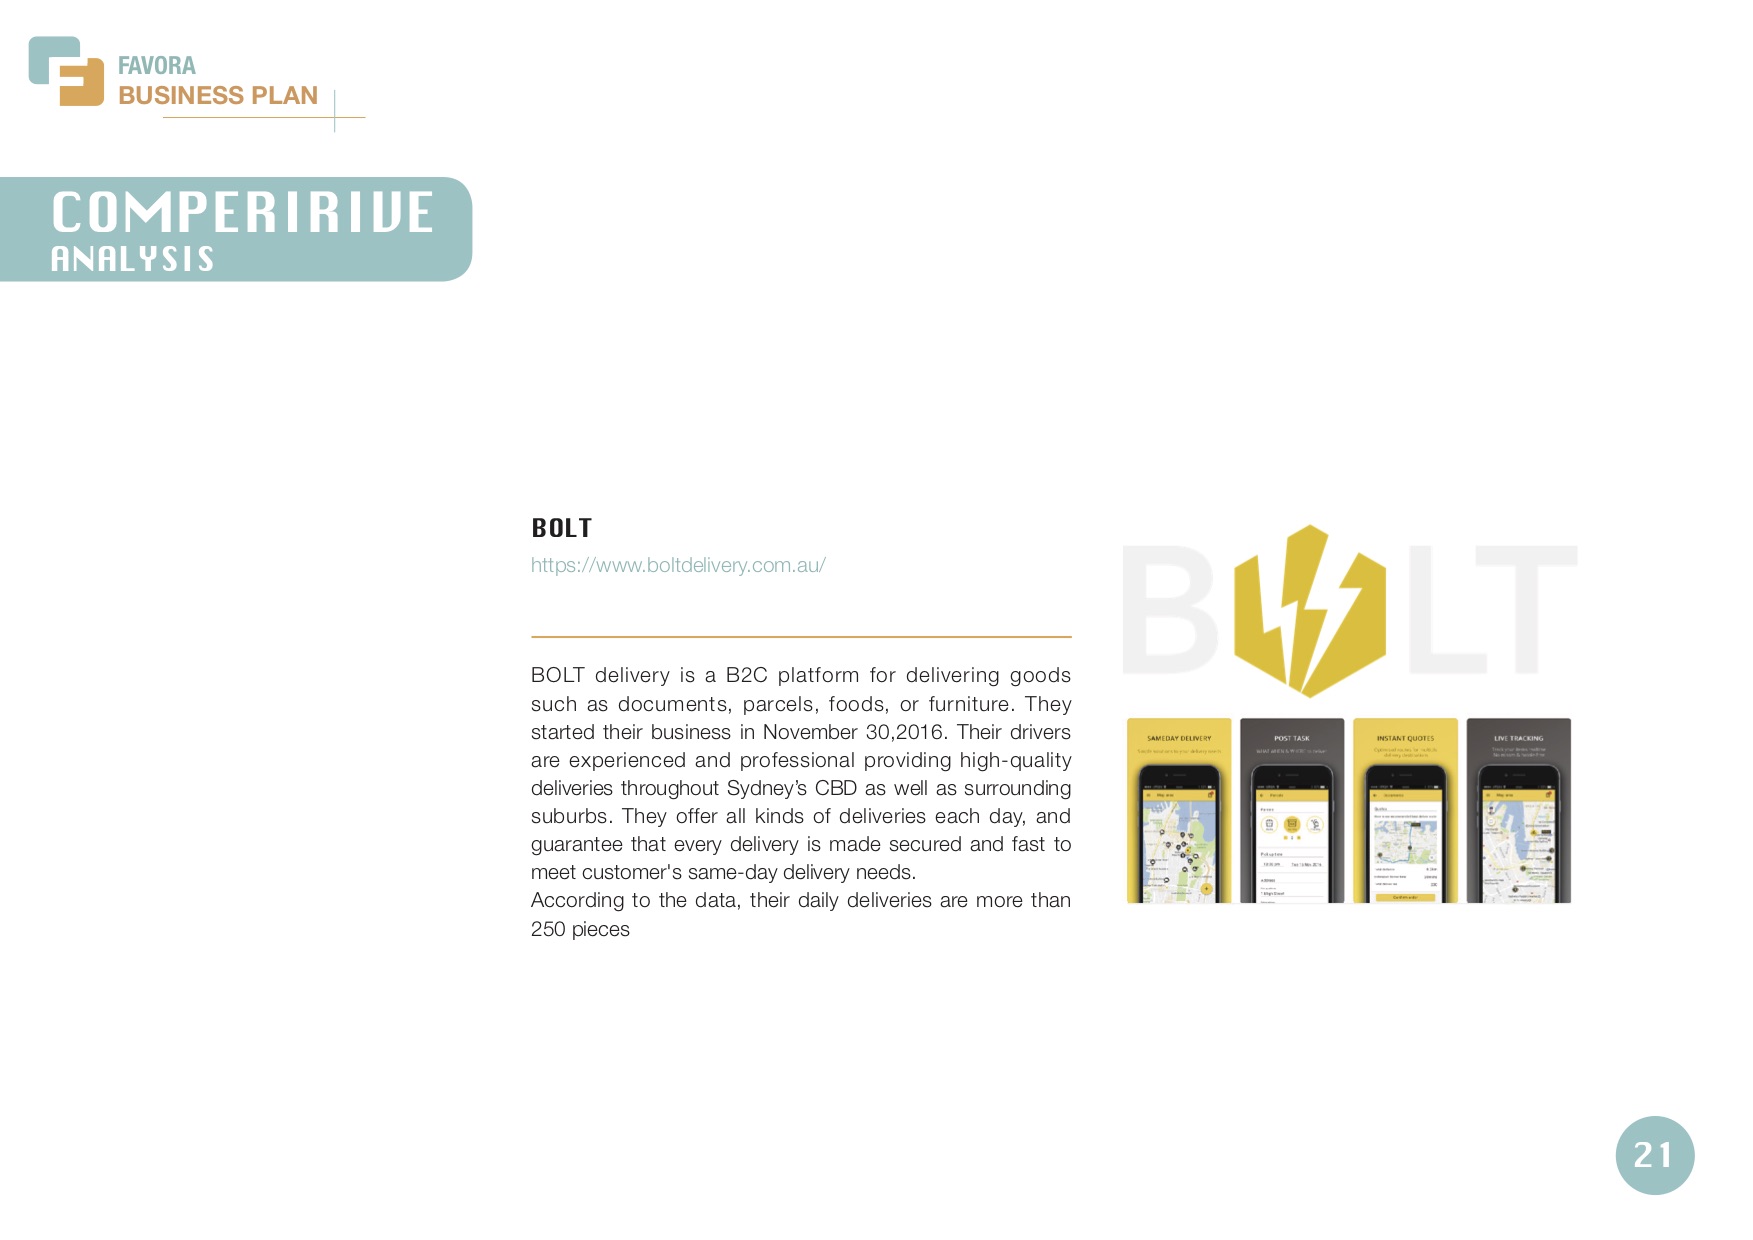 FAVORA
BUSINESS PLAN
COMPERIRIVE
ANALYSIS
BOLT
https://www.boltdelivery.com.au/
BOLT delivery is a B2C platform for delivering goods
such as documents, parcels, foods, or furniture. They
started their business in November 30,2016. Their drivers
are experienced and professional providing high-quality
deliveries throughout Sydney’s CBD as well as surrounding
suburbs. They offer all kinds of deliveries each day, and
guarantee that every delivery is made secured and fast to
meet customer's same-day delivery needs.
According to the data, their daily deliveries are more than
250 pieces
BOLT
SAMEDAY DELIVERY
POST TASK
INSTANT QUOTES
LIVE TRACKING
21